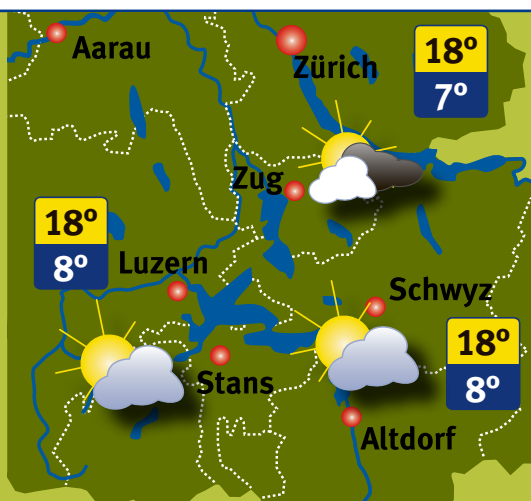 Aarau
Zürich
18º
7º
Zug
18º
8º
Luzern
Schwyz
18º
8º
Stans
Altdorf